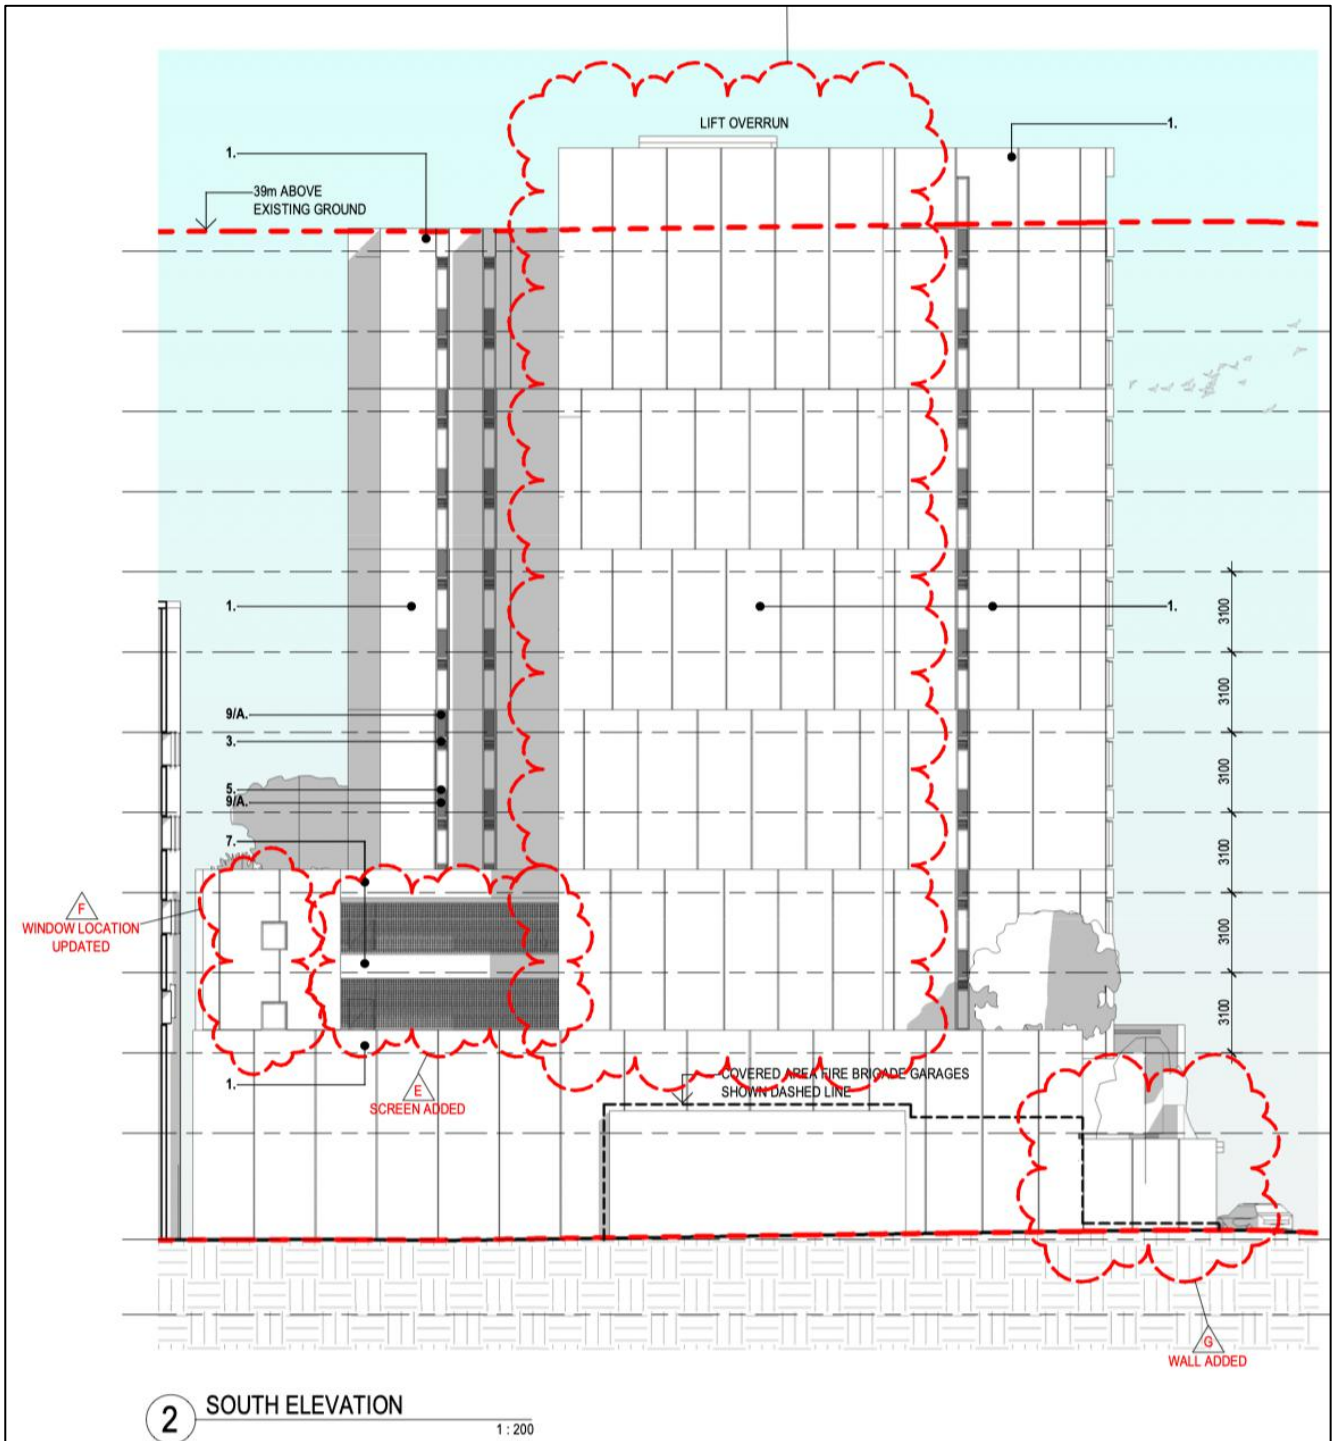 LIFT OVERRUN
1.
1.
39m ABOVE
EXISTING GROUND
1.
1.
3100
3100
3100
3100
3100
3100
9/A.
3.
5.
9/A.
7.
F
WINDOW LOCATION
UPDATED
1.
E
SCREEN ADDED
COVERED AREA FIRE BRIGADE GARAGES
SHOWN DASHED LINE
G
WALL ADDED
2
SOUTH ELEVATION
1 : 200